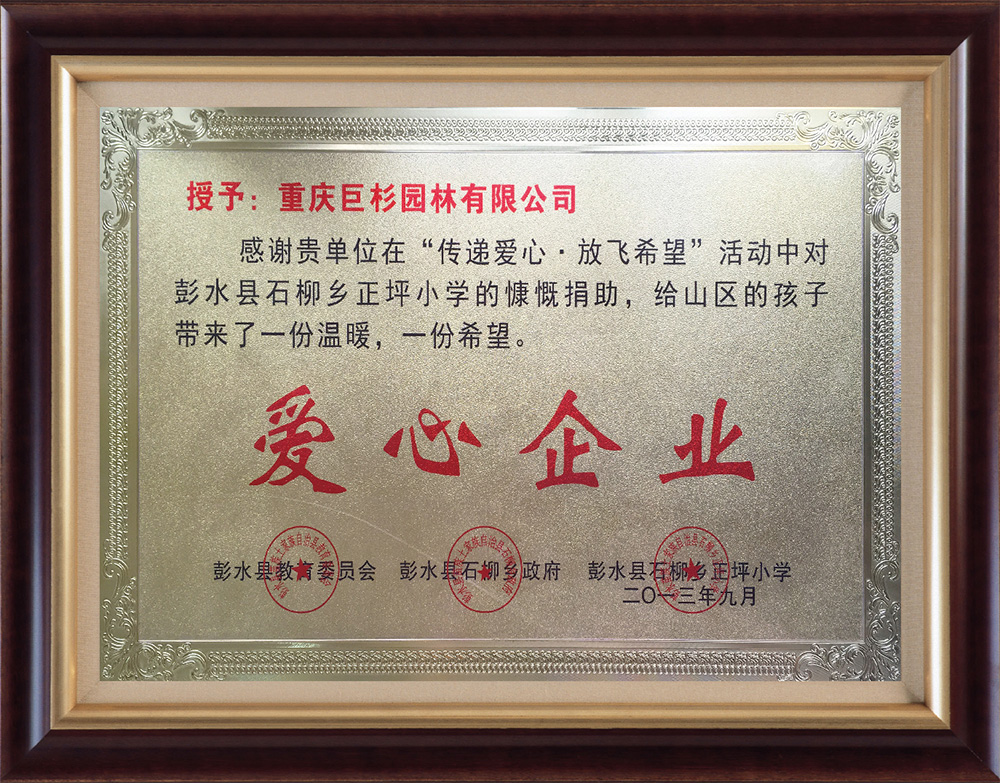 授予：重庆巨杉园林有限公司
感谢贵单位在“传递爱心·放飞希望”活动中对
彭水县石柳乡正坪小学的慷慨捐助，给山区的孩子
带来了一份温暖，一份希望。
爱心企业
彭水县教育委员会 彭水县石柳乡政府 彭水县石柳乡正坪小学
二〇一三年九月